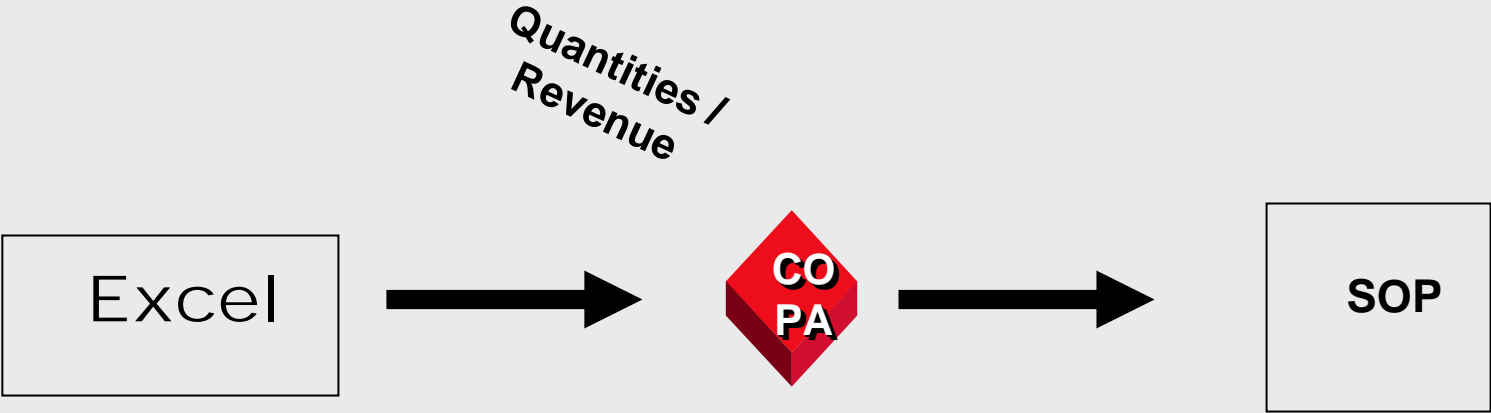 Quantities /
Revenue
Excel
CO
PA
SOP